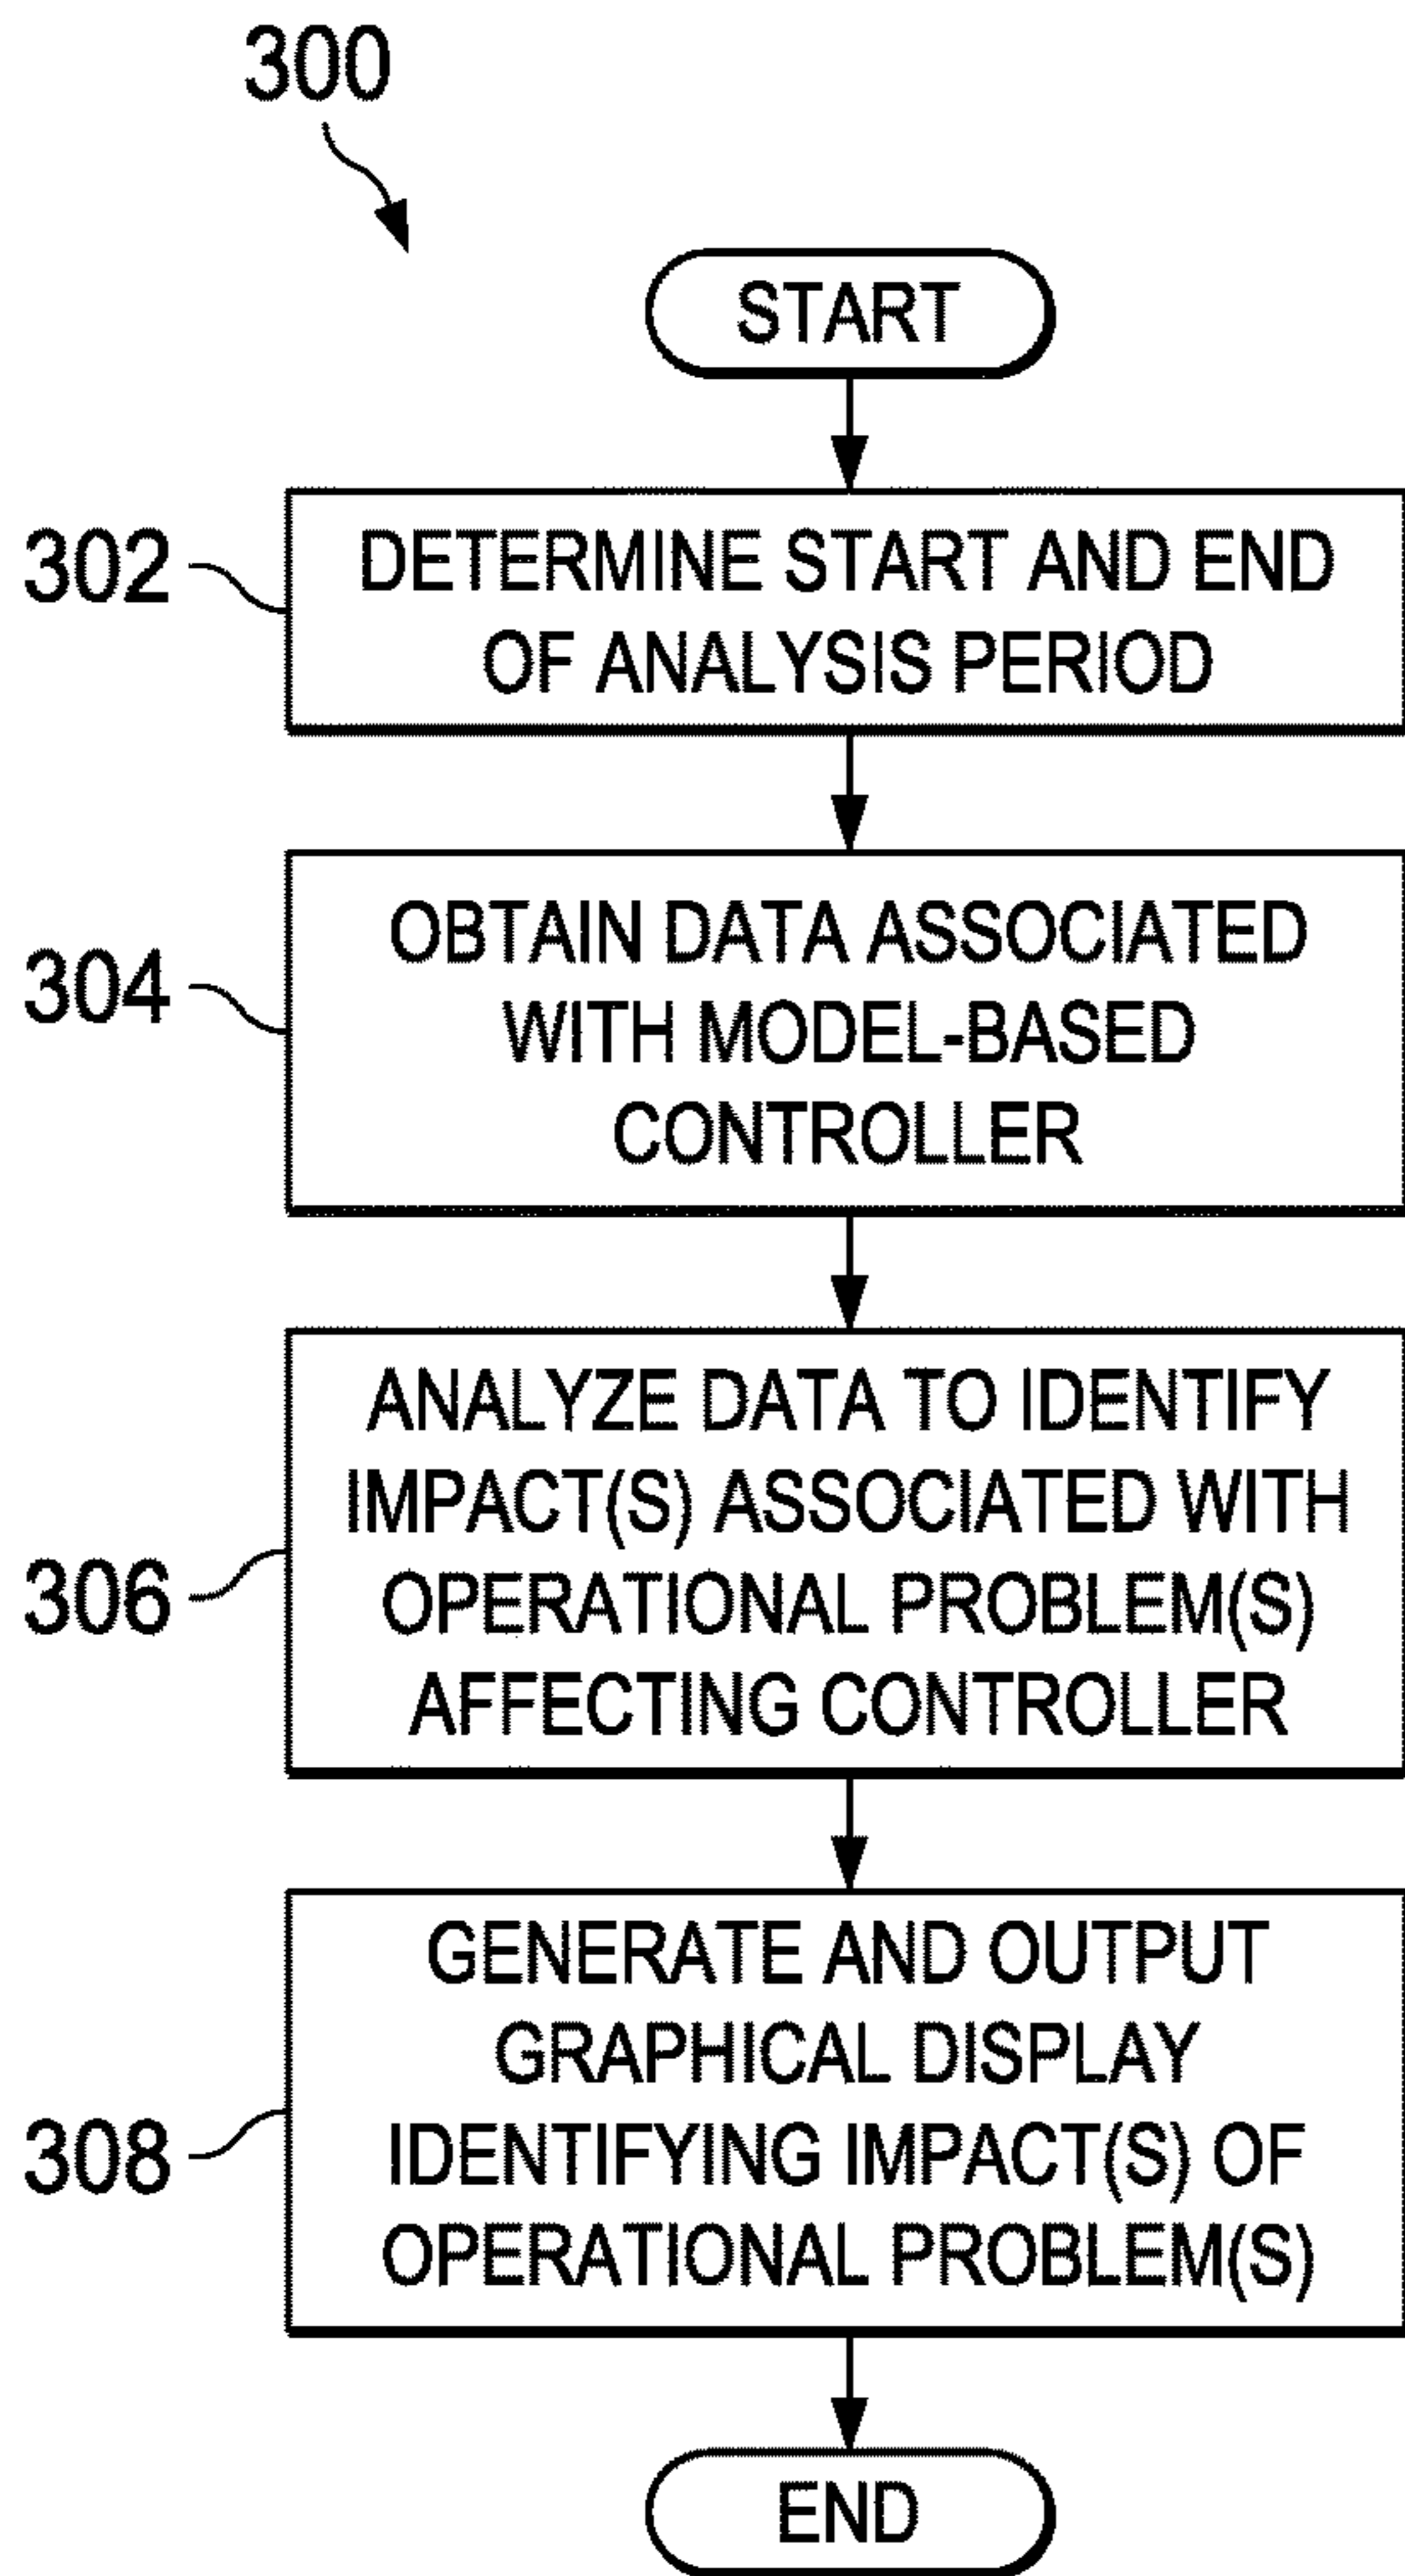 300
START
302
DETERMINE START AND END
OF ANALYSIS PERIOD
304
OBTAIN DATA ASSOCIATED
WITH MODEL-BASED
CONTROLLER
306
ANALYZE DATA TO IDENTIFY
IMPACT(S) ASSOCIATED WITH
OPERATIONAL PROBLEM(S)
AFFECTING CONTROLLER
308
GENERATE AND OUTPUT
GRAPHICAL DISPLAY
IDENTIFYING IMPACT(S) OF
OPERATIONAL PROBLEM(S)
END